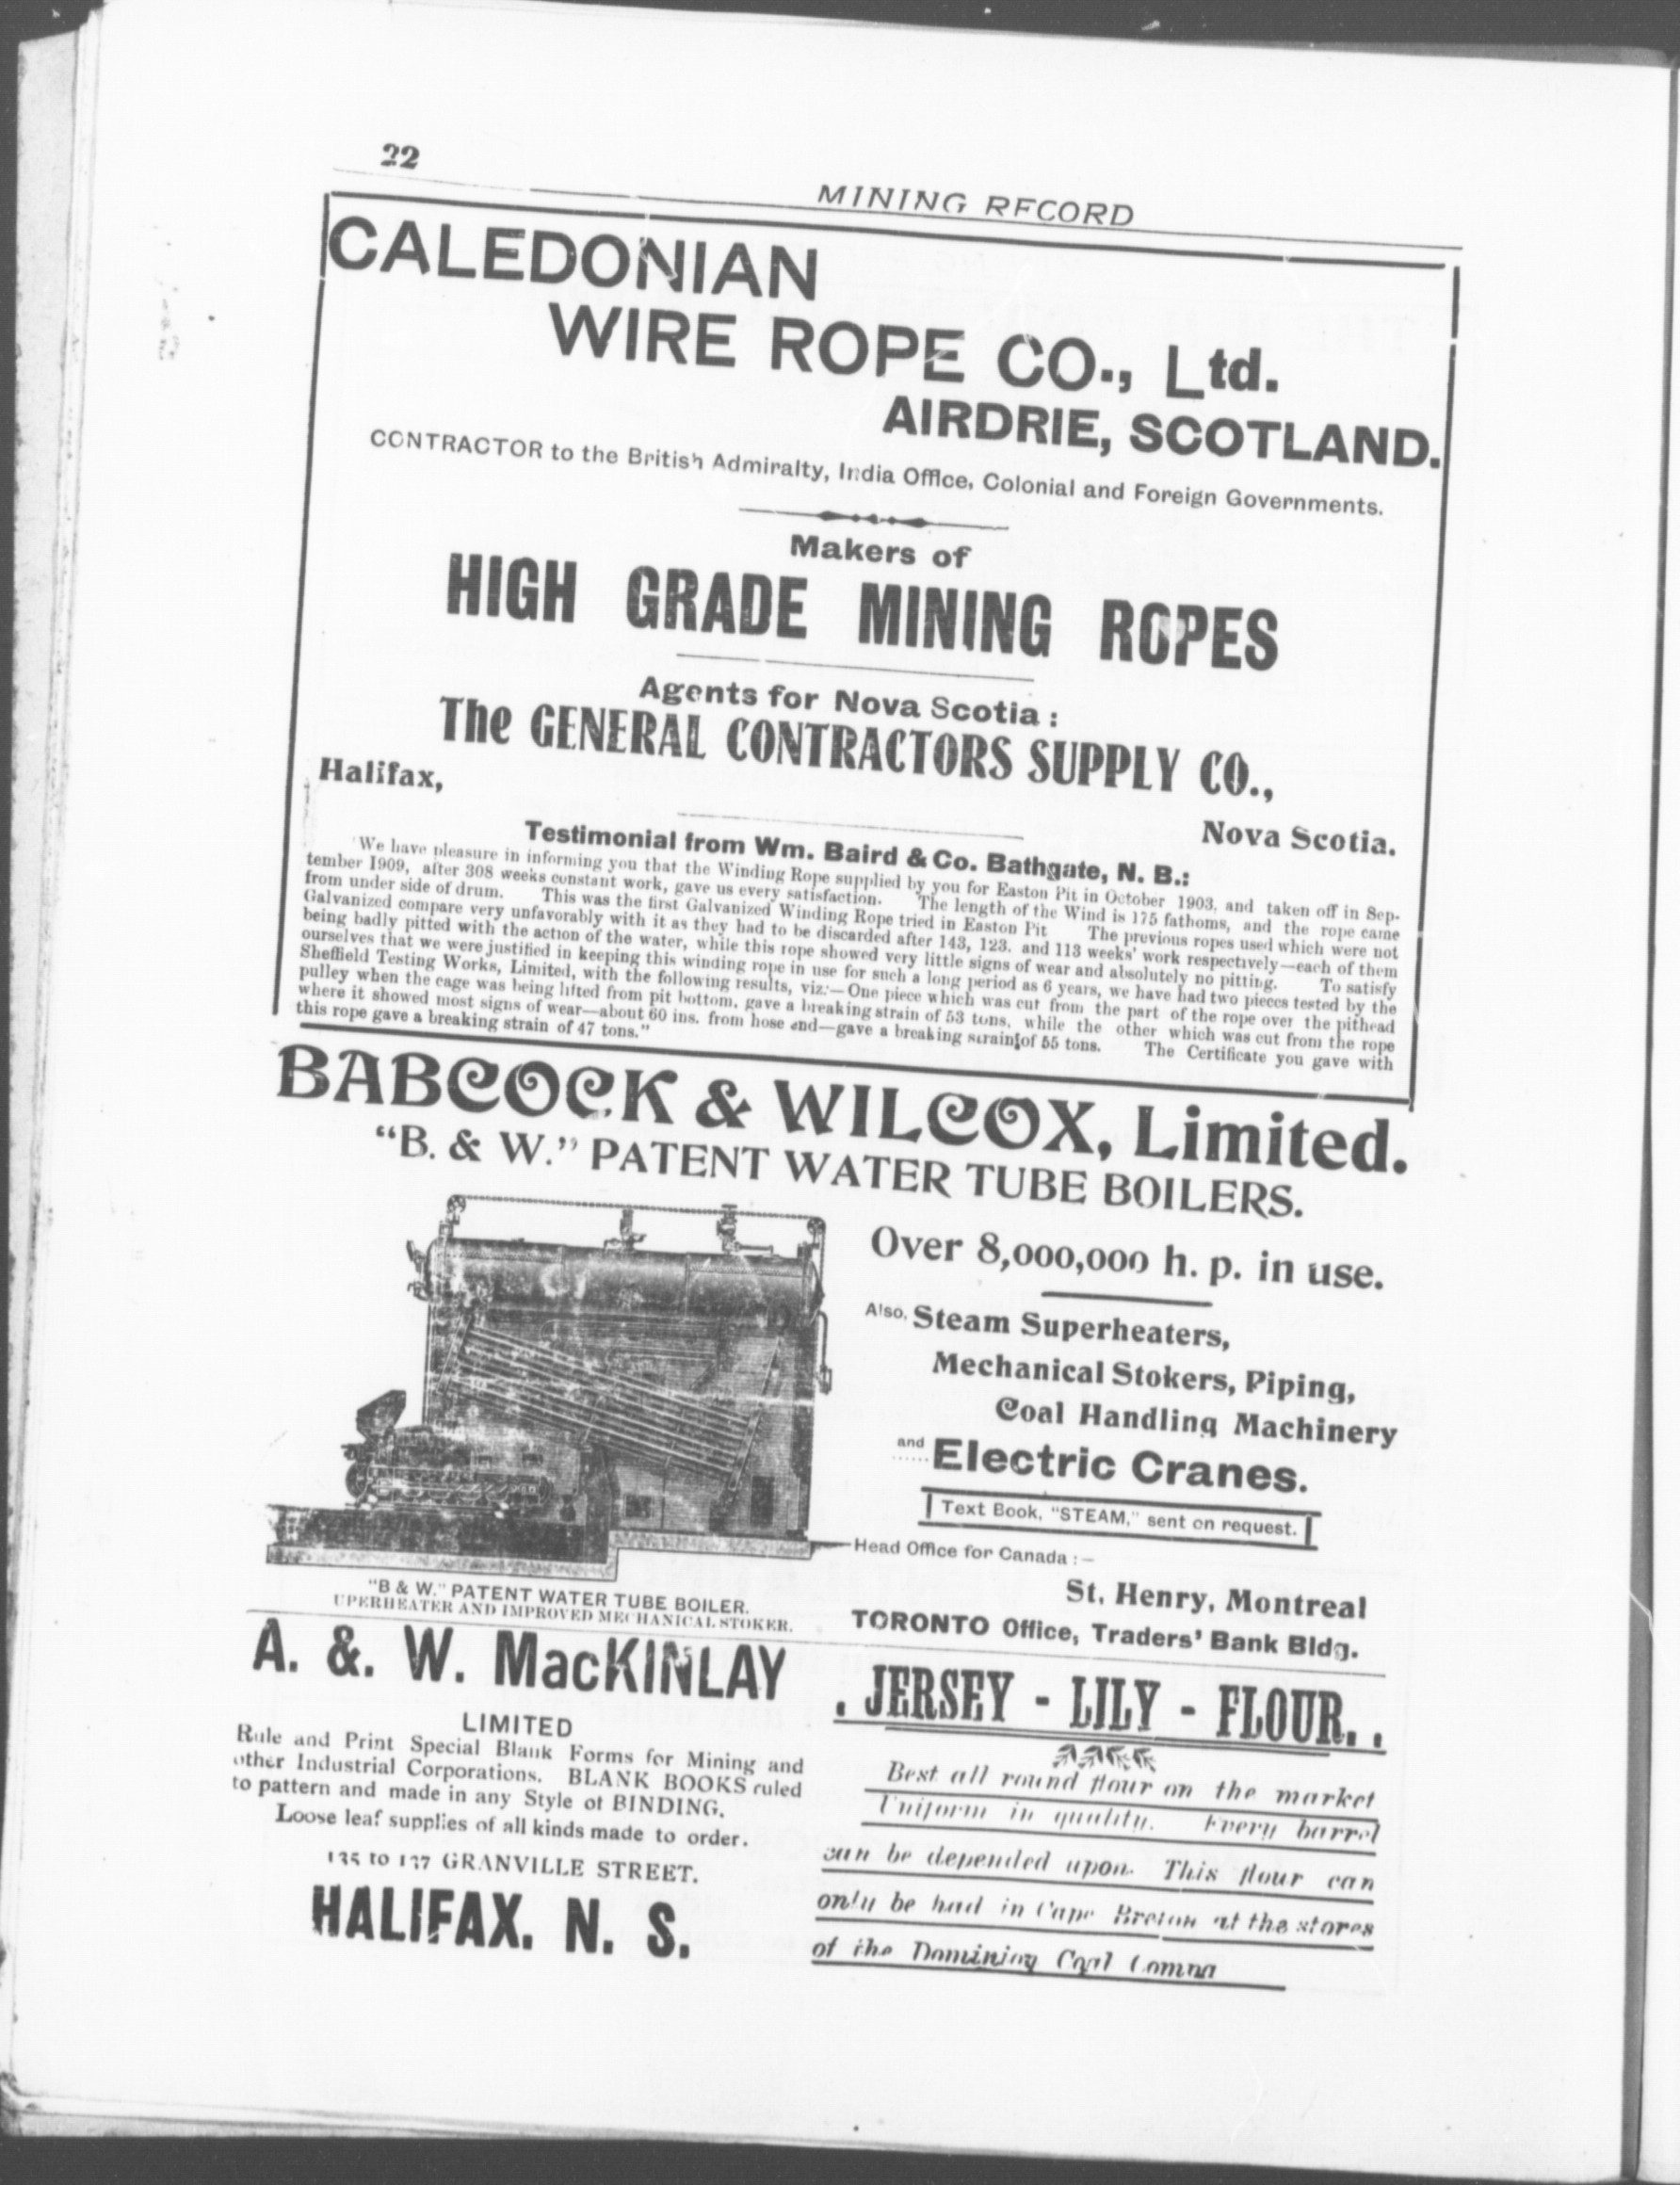 22
MINING RECORD
CALEDONIAN
WIRE ROPE CO., Ltd.
AIRDRIE, SCOTLAND.
CONTRACTOR to the British Admiralty, India Office, Colonial and Foreign Governments.
Makers of
HIGH GRADE MINING ROPES
Agents for Nova Scotia :
The GENERAL CONTRACTORS SUPPLY CO.,
Halifax,
Nova Scotia.
Testimonial from Wm. Baird & Co. Bathgate, N. B.:
'We have pleasure in informing you that the Winding Rope supplied by you for Easton Pit in October 1903, and taken off in Sep-
tember 1909, after 308 weeks constant work, gave us every satisfaction. The length of the Wind is 175 fathoms, and the rope came
from under side of drum. This was the first Galvanized Winding Rope tried in Easton Pit The previous ropes used which were not
Galvanized compare very unfavorably with it as they had to be discarded after 143, 123, and 113 weeks' work respectively—each of them
being badly pitted with the action of the water, while this rope showed very little signs of wear and absolutely no pitting. To satisfy
ourselves that we were justified in keeping this winding rope in use for such a long period as 6 years, we have had two pieces tested by the
Sheffield Testing Works, Limited, with the following results, viz:—One piece which was cut from the part of the rope over the pithead
pulley when the cage was being lifted from pit bottom, gave a breaking strain of 53 tons, while the other which was cut from the rope
where it showed most signs of wear—about 60 ins. from hose end—gave a breaking strain of 55 tons. The Certificate you gave with
this rope gave a breaking strain of 47 tons."
BABCOCK & WILCOX, Limited.
"B. & W." PATENT WATER TUBE BOILERS.
Over 8,000,000 h. p. in use.
Also, Steam Superheaters,
Mechanical Stokers, Piping,
Coal Handling Machinery
and Electric Cranes.
Text Book, "STEAM," sent on request.
Head Office for Canada :—
St, Henry, Montreal
TORONTO Office, Traders' Bank Bldg.
"B & W." PATENT WATER TUBE BOILER.
UPERHEATER AND IMPROVED MECHANICAL STOKER.
A. &. W. MacKINLAY
LIMITED
Rule and Print Special Blank Forms for Mining and
other Industrial Corporations. BLANK BOOKS ruled
to pattern and made in any Style of BINDING.
Loose leaf supplies of all kinds made to order.
135 to 137 GRANVILLE STREET.
HALIFAX. N. S.
. JERSEY - LILY - FLOUR. .
Best all round flour on the market
Uniform in quality. Every barrel
can be depended upon. This flour can
only be had in Cape Breton at the stores
of the Dominion Coal Compa